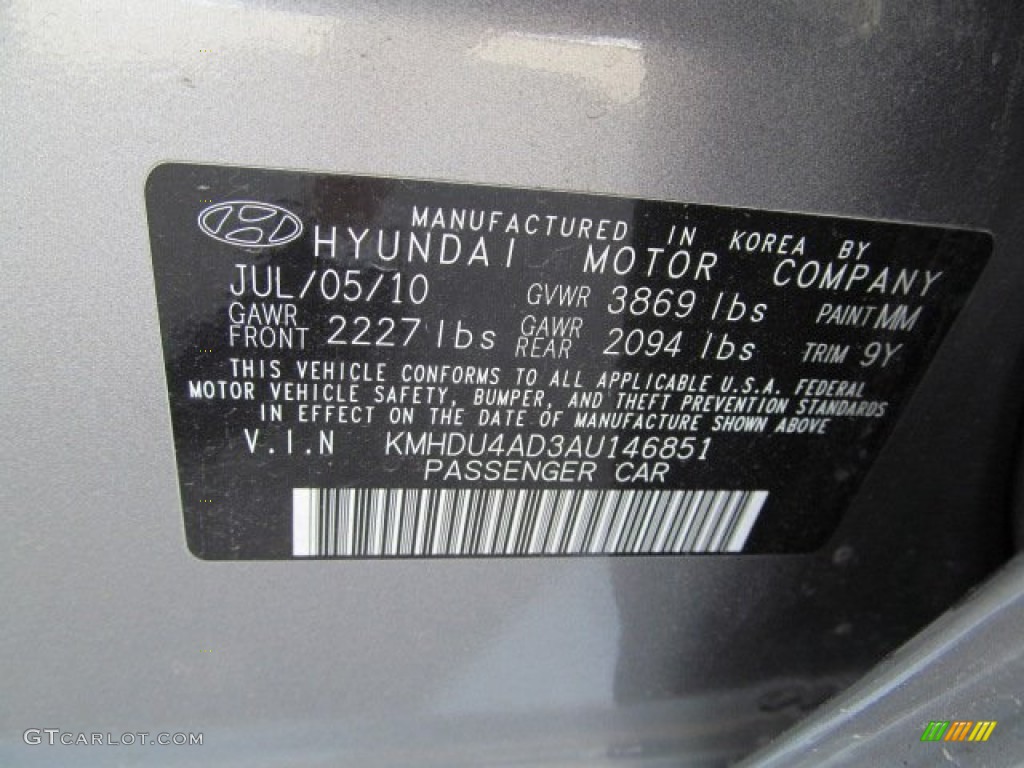 MANUFACTURED IN KOREA BY
HYUNDAI MOTOR COMPANY
JUL/05/10 GVWR 3869 lbs PAINT MM
GAWR FRONT 2227 lbs GAWR REAR 2094 lbs TRIM 9Y
THIS VEHICLE CONFORMS TO ALL APPLICABLE U.S.A. FEDERAL
MOTOR VEHICLE SAFETY, BUMPER, AND THEFT PREVENTION STANDARDS
IN EFFECT ON THE DATE OF MANUFACTURE SHOWN ABOVE
V.I.N KMHDU4AD3AU146851
PASSENGER CAR
GTCARLOT.COM